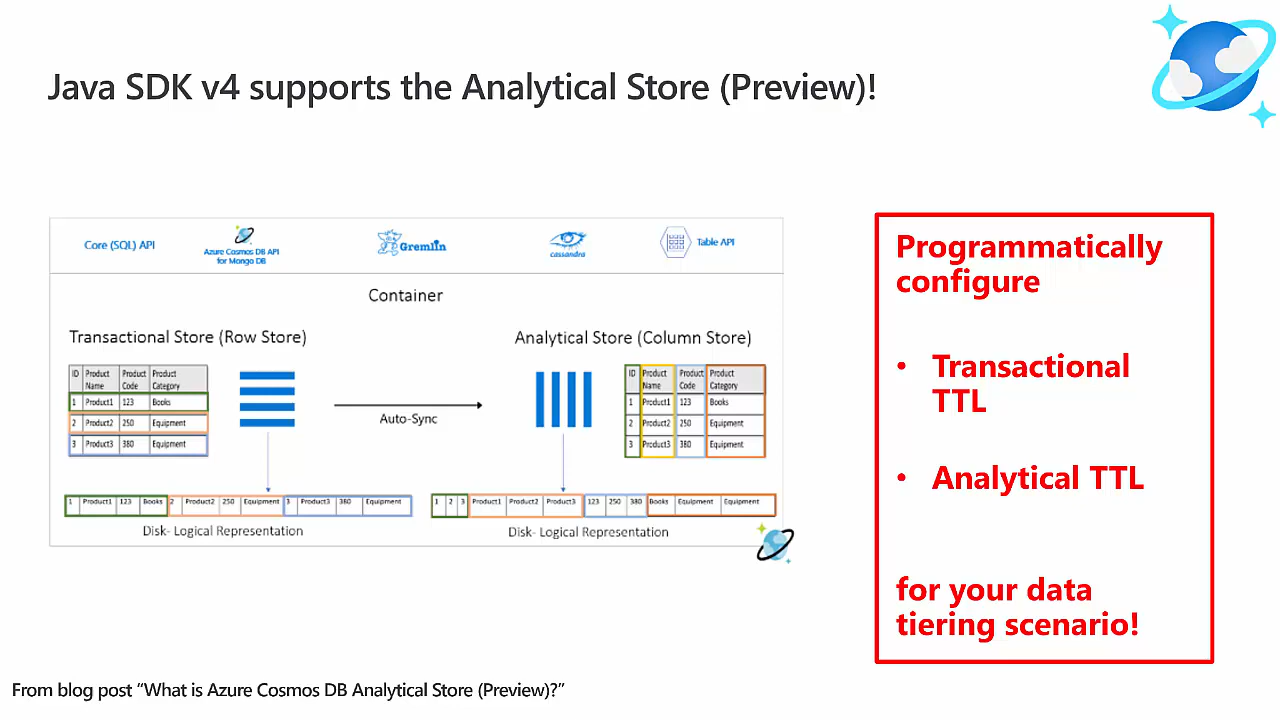 Java SDK v4 supports the Analytical Store (Preview)!
Core (SQL) API
Azure Cosmos DB API
for Mongo DB
Gremlin
cassandra
Table API
Container
Transactional Store (Row Store)
Analytical Store (Column Store)
ID Product Name Product Code Product Category
1 Product1 123 Books
2 Product2 250 Equipment
3 Product3 380 Equipment
Auto-Sync
ID Product Name Product Code Product Category
1 Product1 123 Books
2 Product2 250 Equipment
3 Product3 380 Equipment
1 Product1 123 Books 2 Product2 250 Equipment 3 Product3 380 Equipment
Disk- Logical Representation
1 2 3 Product1 Product2 Product3 123 250 380 Books Equipment Equipment
Disk- Logical Representation
Programmatically
configure
• Transactional
TTL
• Analytical TTL
for your data
tiering scenario!
From blog post “What is Azure Cosmos DB Analytical Store (Preview)?”